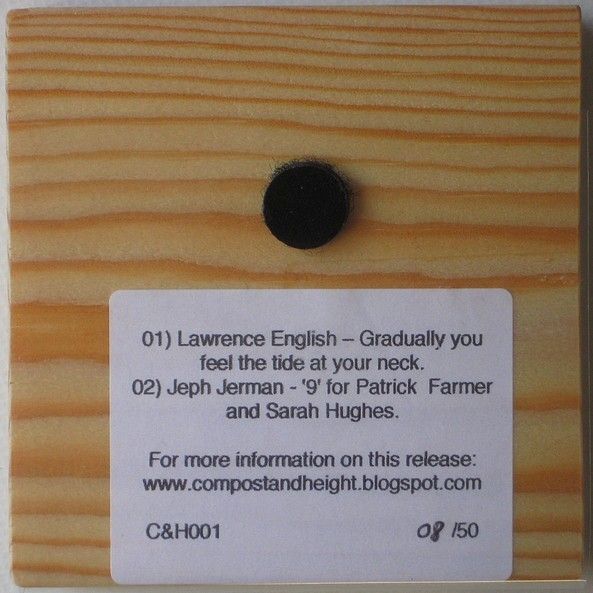 01) Lawrence English – Gradually you
feel the tide at your neck.
02) Jeph Jerman - '9' for Patrick  Farmer
and Sarah Hughes.
For more information on this release:
www.compostandheight.blogspot.com
C&H001 08 /50